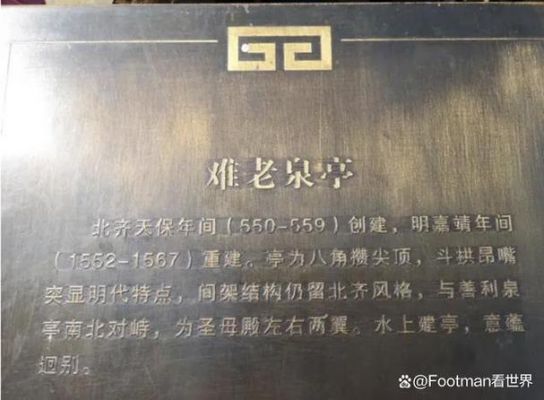 难老泉亭
北齐天保年间（550-559）创建，明嘉靖年间
（1552-1567）重建。亭为八角攒尖顶，斗拱昂嘴
突显明代特点，间架结构仍留北齐风格，与善利泉
亭南北对峙，为圣母殿左右两翼。水上建亭，意蕴
迥别。
@Footman看世界